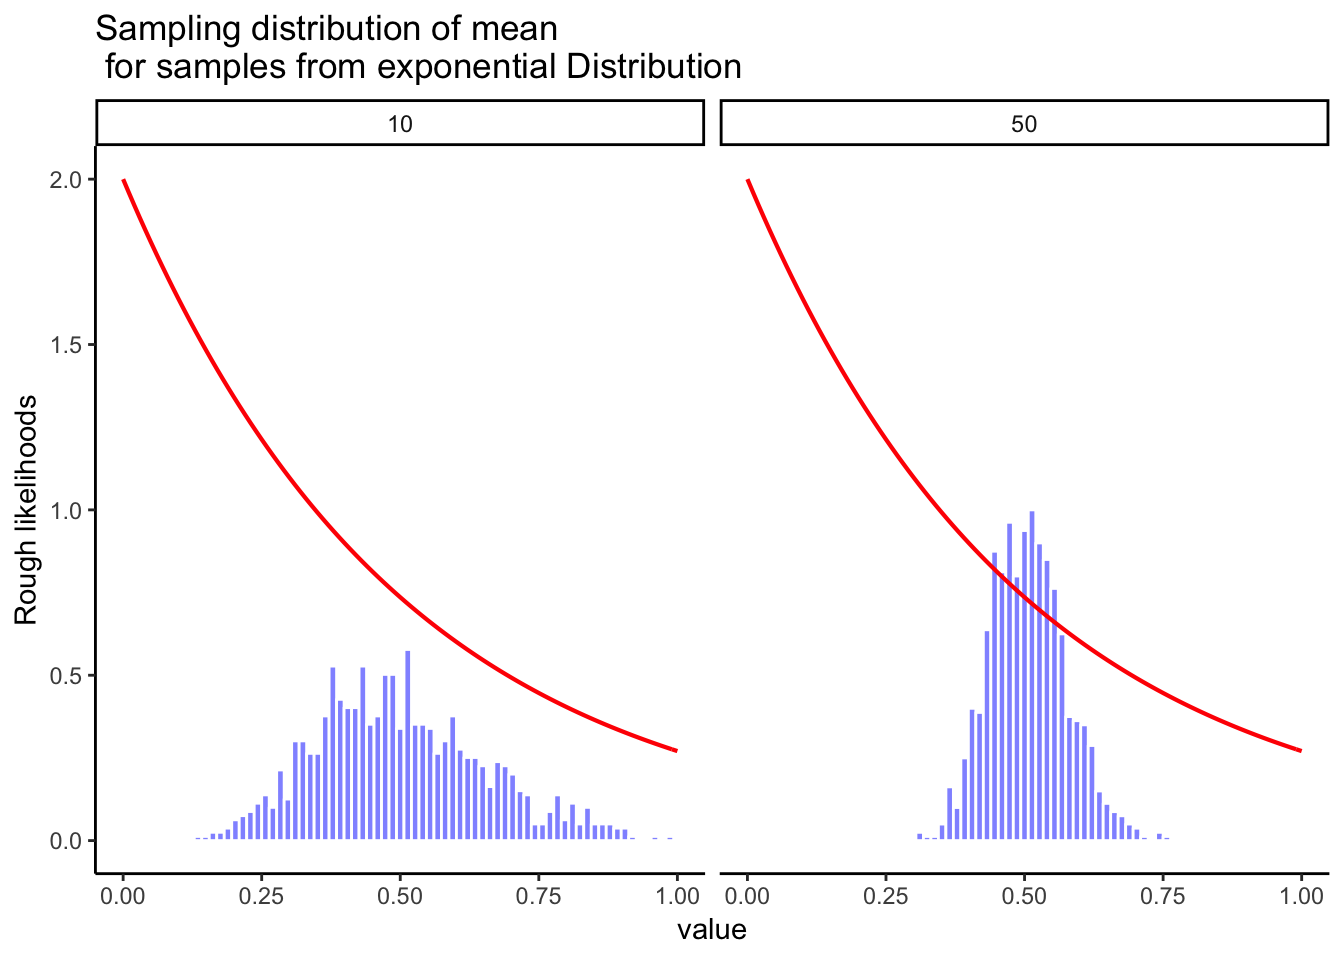 Sampling distribution of mean
for samples from exponential Distribution
10
50
Rough likelihoods
2.0
1.5
1.0
0.5
0.0
0.00 0.25 0.50 0.75 1.00
0.00 0.25 0.50 0.75 1.00
value